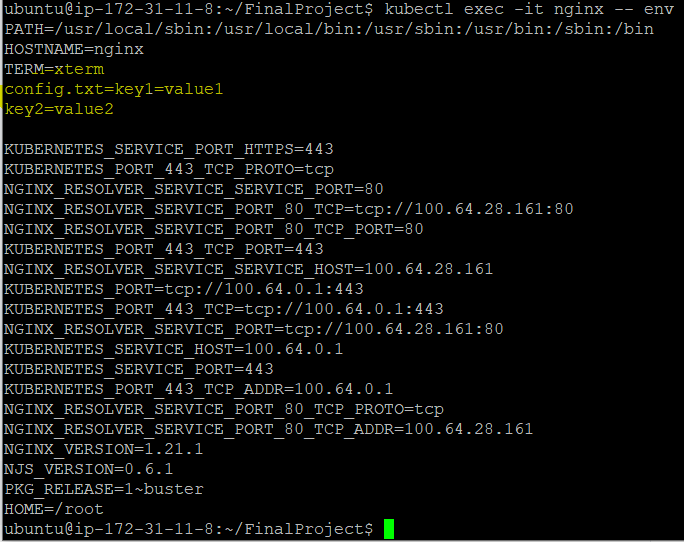 ubuntu@ip-172-31-11-8:~/FinalProject$ kubectl exec -it nginx -- env
PATH=/usr/local/sbin:/usr/local/bin:/usr/sbin:/usr/bin:/sbin:/bin
HOSTNAME=nginx
TERM=xterm
config.txt=key1=value1
key2=value2
KUBERNETES_SERVICE_PORT_HTTPS=443
KUBERNETES_PORT_443_TCP_PROTO=tcp
NGINX_RESOLVER_SERVICE_SERVICE_PORT=80
NGINX_RESOLVER_SERVICE_PORT_80_TCP=tcp://100.64.28.161:80
NGINX_RESOLVER_SERVICE_PORT_80_TCP_PORT=80
KUBERNETES_PORT_443_TCP_PORT=443
NGINX_RESOLVER_SERVICE_SERVICE_HOST=100.64.28.161
KUBERNETES_PORT=tcp://100.64.0.1:443
KUBERNETES_PORT_443_TCP=tcp://100.64.0.1:443
NGINX_RESOLVER_SERVICE_PORT=tcp://100.64.28.161:80
KUBERNETES_SERVICE_HOST=100.64.0.1
KUBERNETES_SERVICE_PORT=443
KUBERNETES_PORT_443_TCP_ADDR=100.64.0.1
NGINX_RESOLVER_SERVICE_PORT_80_TCP_PROTO=tcp
NGINX_RESOLVER_SERVICE_PORT_80_TCP_ADDR=100.64.28.161
NGINX_VERSION=1.21.1
NJS_VERSION=0.6.1
PKG_RELEASE=1~buster
HOME=/root
ubuntu@ip-172-31-11-8:~/FinalProject$